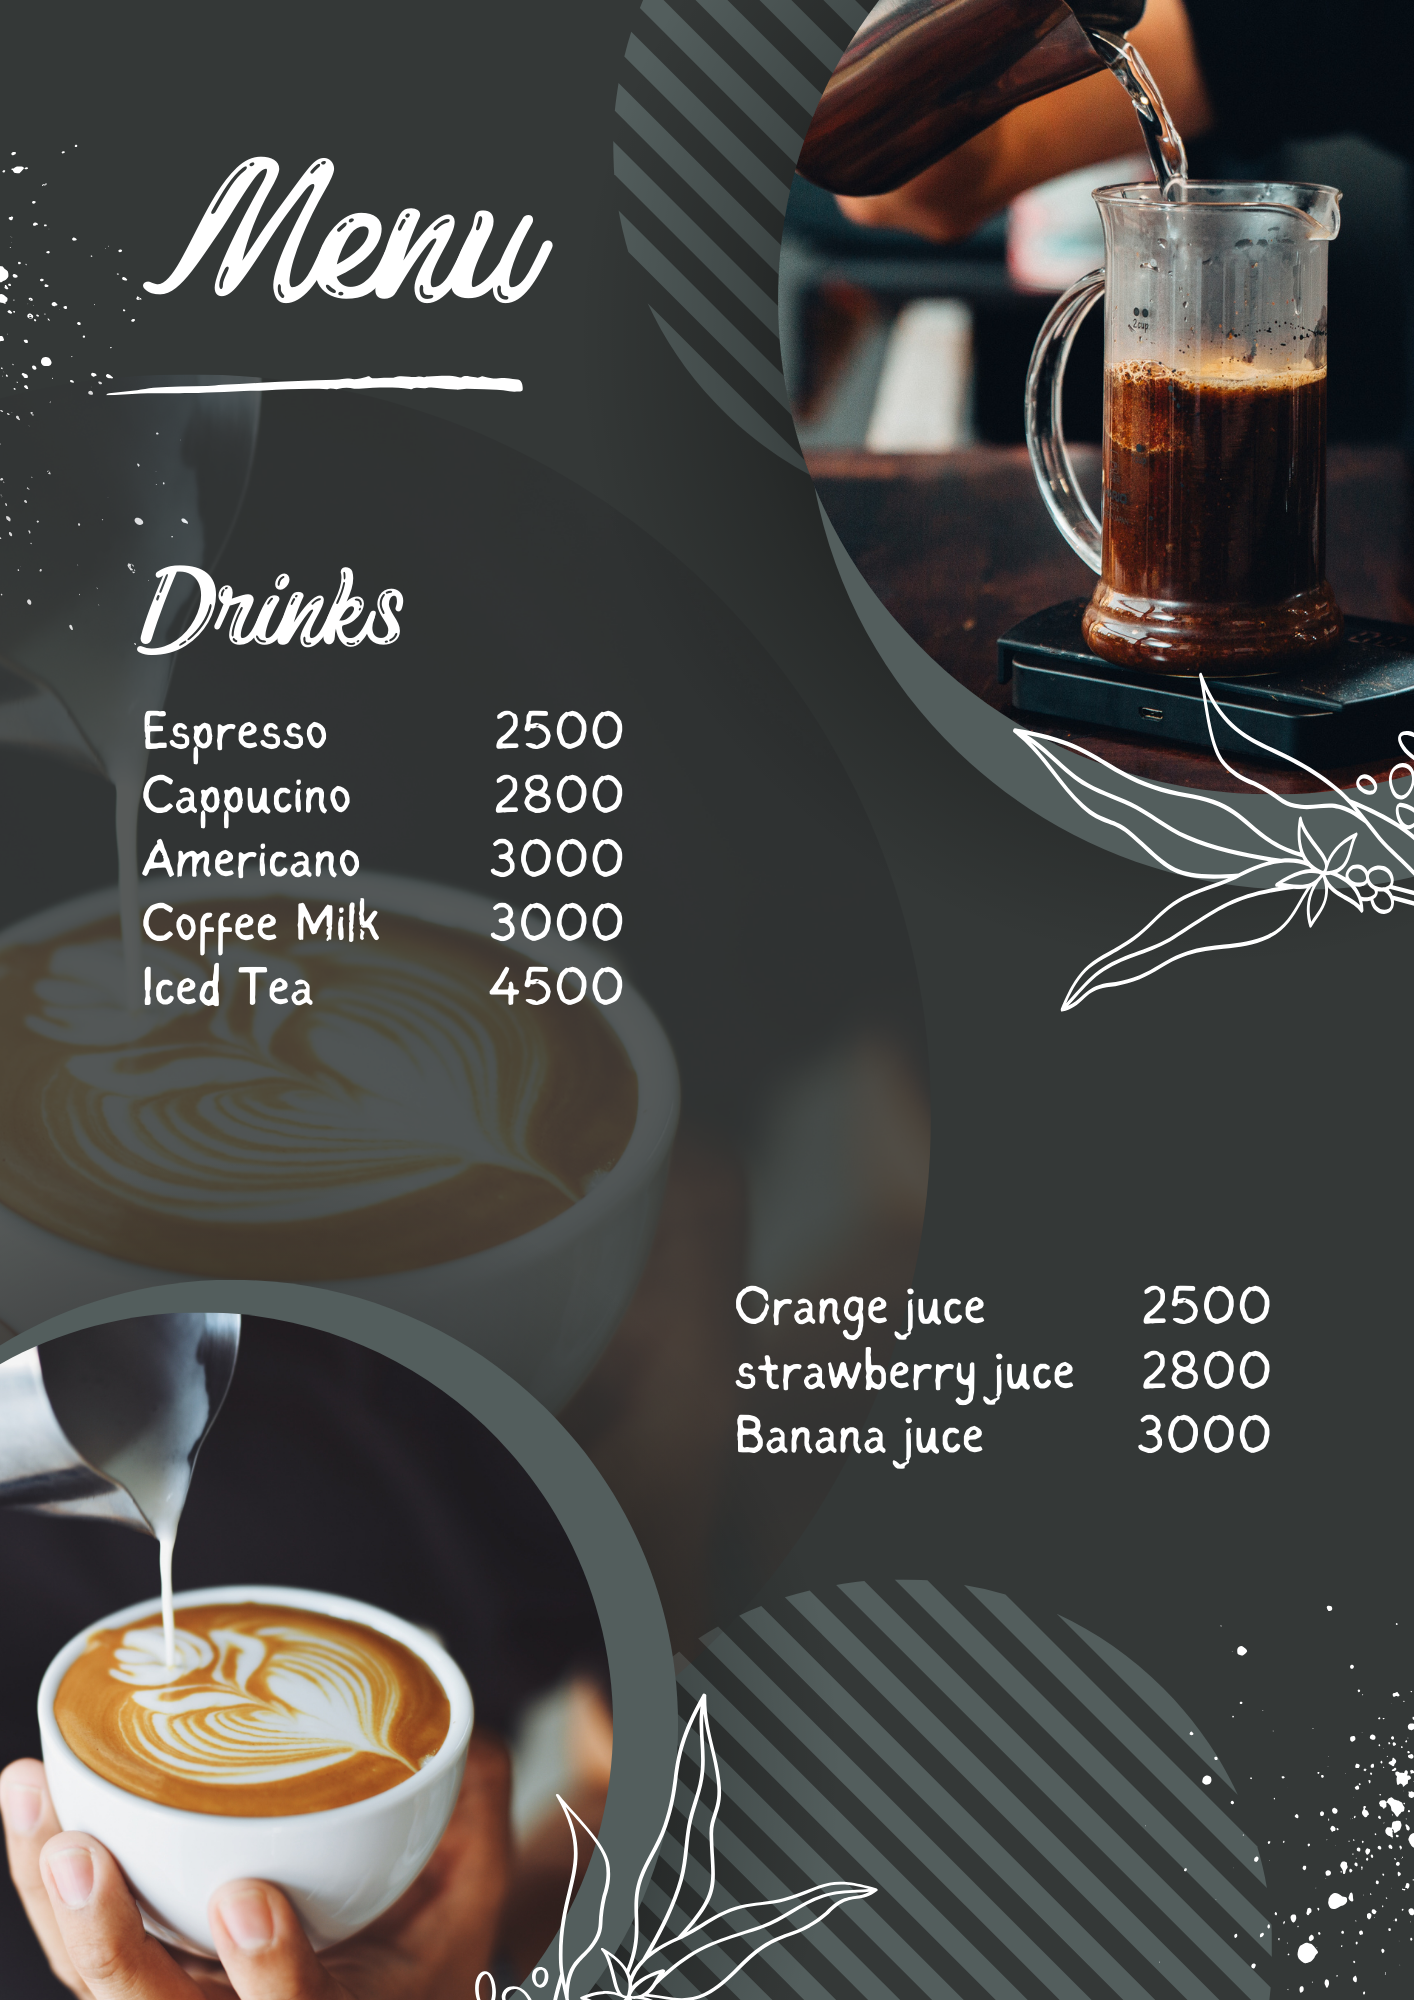 Menu
Drinks
Espresso 2500
Cappucino 2800
Americano 3000
Coffee Milk 3000
Iced Tea 4500
Orange juce 2500
strawberry juce 2800
Banana juce 3000
2cup